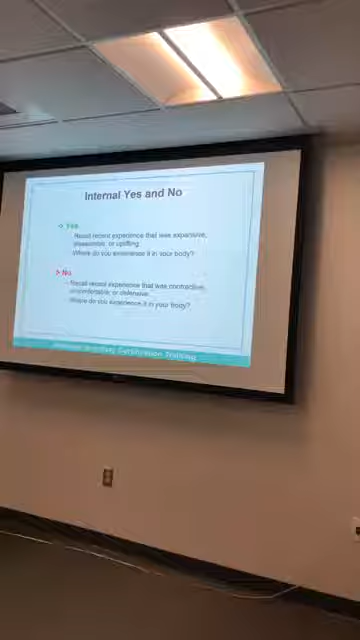 Internal Yes and No
Yes
Recall recent experience that was expansive,
pleasurable, or uplifting.
Where do you experience it in your body?
No
Recall recent experience that was contractive,
uncomfortable, or defensive.
Where do you experience it in your body?
Certification Training